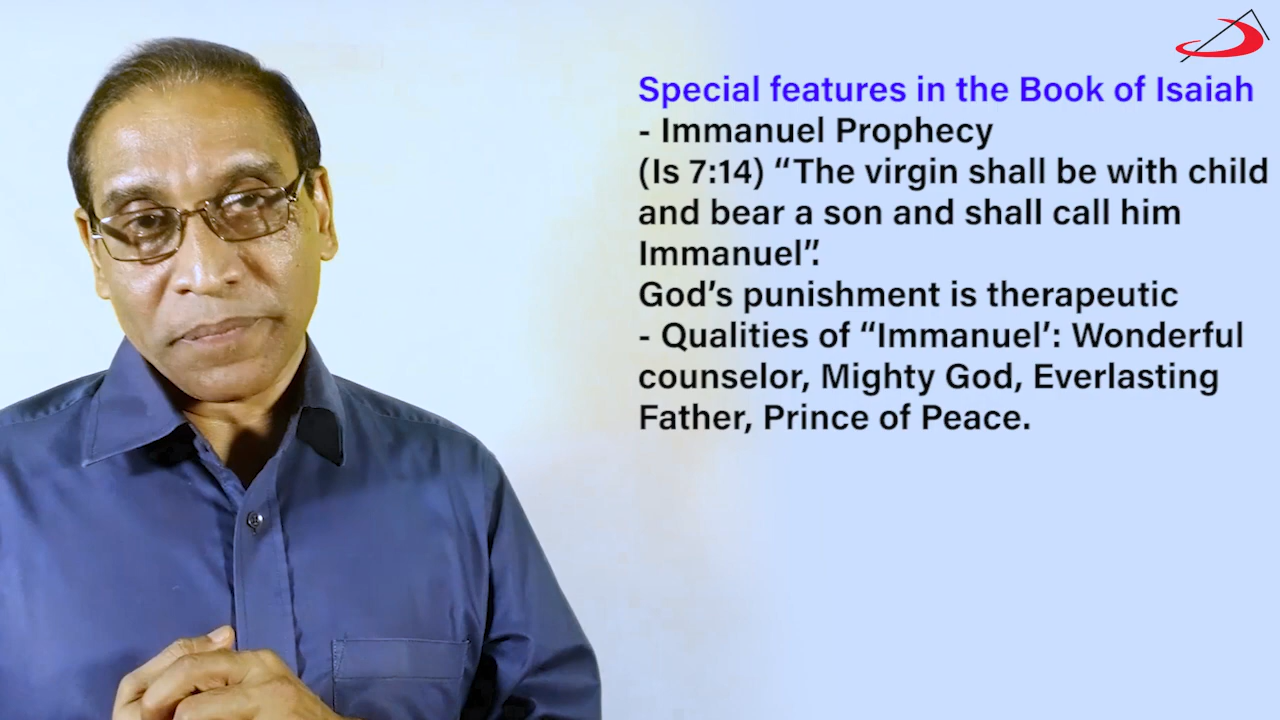 Special features in the Book of Isaiah
- Immanuel Prophecy
(Is 7:14) “The virgin shall be with child
and bear a son and shall call him
Immanuel”.
God’s punishment is therapeutic
- Qualities of “Immanuel’: Wonderful
counselor, Mighty God, Everlasting
Father, Prince of Peace.